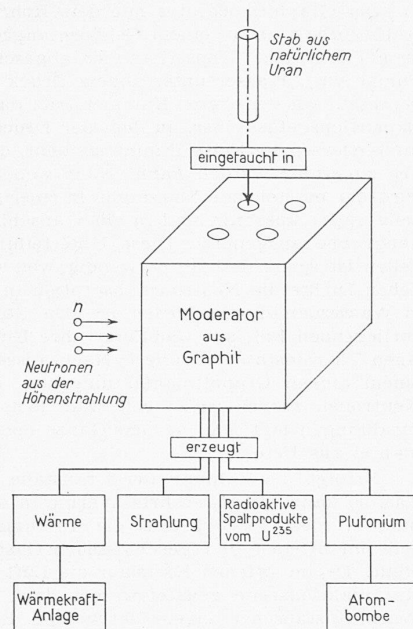 Stab aus
natürlichem
Uran
eingetaucht in
Moderator
aus
Graphit
n
Neutronen
aus der
Höhenstrahlung
erzeugt
Wärme
Strahlung
Radioaktive
Spaltprodukte
vom U²³⁵
Plutonium
Wärmekraft-
Anlage
Atom-
bombe